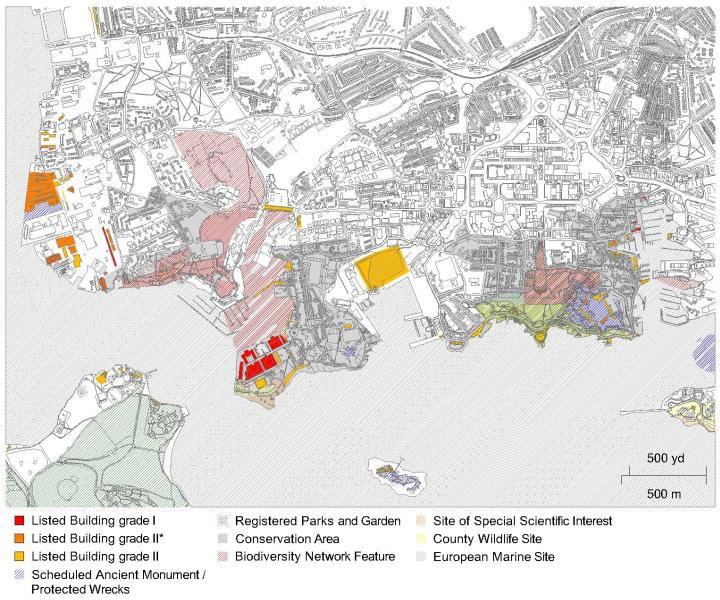 500 yd
500 m
Listed Building grade I
Listed Building grade II*
Listed Building grade II
Scheduled Ancient Monument /
Protected Wrecks
Registered Parks and Garden
Conservation Area
Biodiversity Network Feature
Site of Special Scientific Interest
County Wildlife Site
European Marine Site